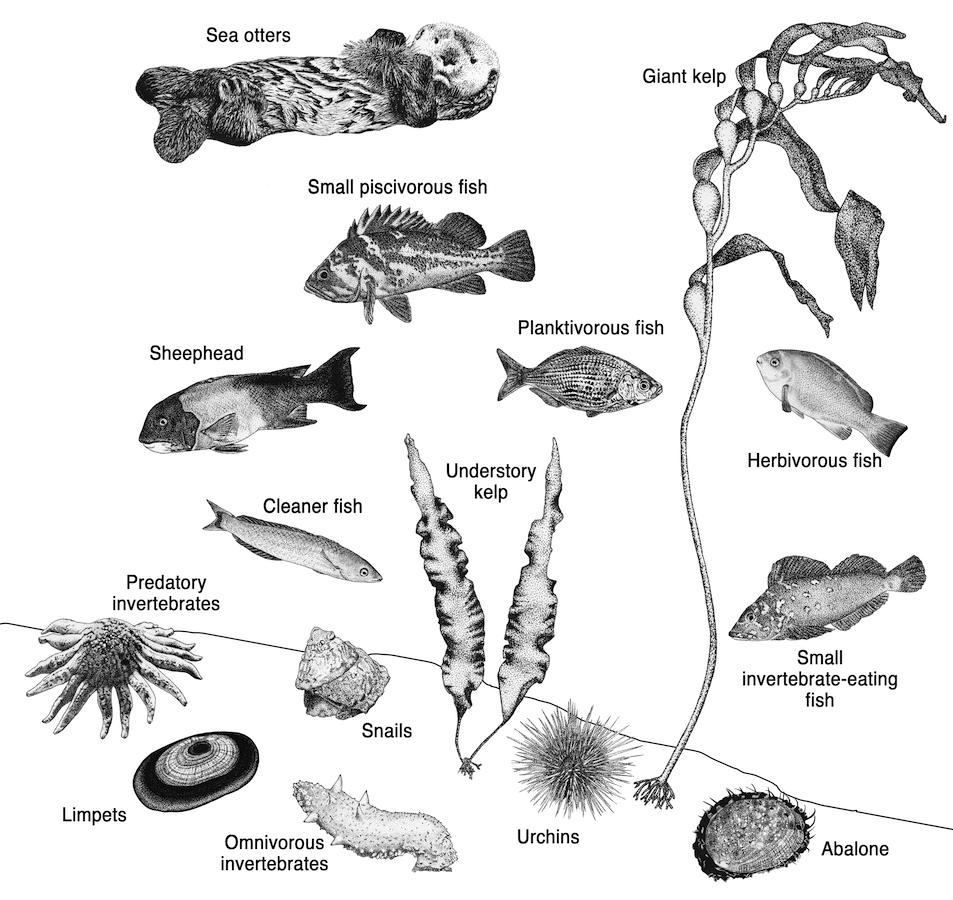 Sea otters
Giant kelp
Small piscivorous fish
Planktivorous fish
Sheephead
Herbivorous fish
Understory
kelp
Cleaner fish
Predatory
invertebrates
Small
invertebrate-eating
fish
Snails
Limpets
Omnivorous
invertebrates
Urchins
Abalone